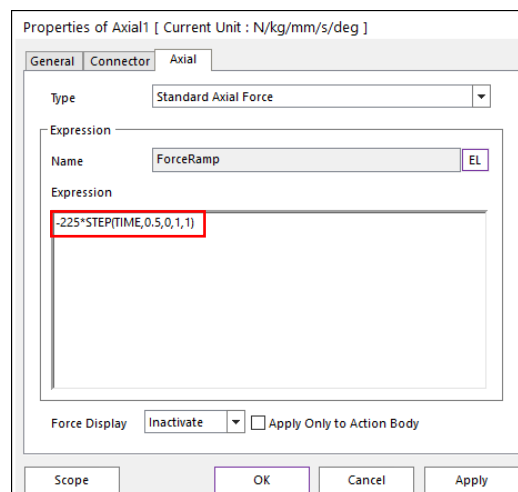 Properties of Axial1 [ Current Unit : N/kg/mm/s/deg ]
General Connector Axial
Type Standard Axial Force
Expression
Name ForceRamp EL
Expression
-225*STEP(TIME,0.5,0,1,1)
Force Display Inactivate Apply Only to Action Body
Scope OK Cancel Apply